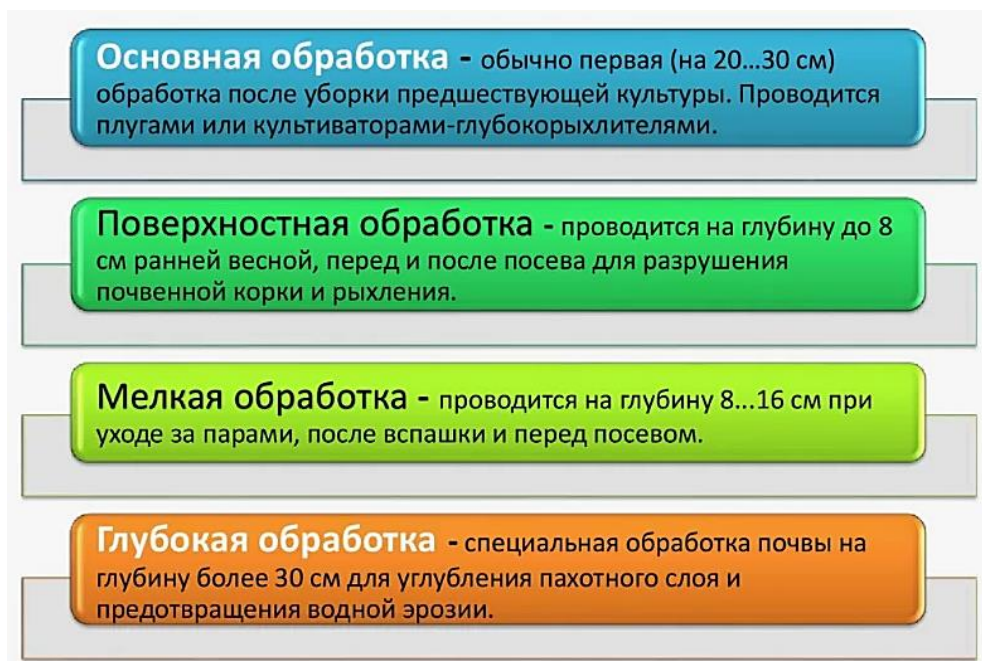 Основная обработка - обычно первая (на 20...30 см)
обработка после уборки предшествующей культуры. Проводится
плугами или культиваторами-глубокорыхлителями.
Поверхностная обработка - проводится на глубину до 8
см ранней весной, перед и после посева для разрушения
почвенной корки и рыхления.
Мелкая обработка - проводится на глубину 8...16 см при
уходе за парами, после вспашки и перед посевом.
Глубокая обработка - специальная обработка почвы на
глубину более 30 см для углубления пахотного слоя и
предотвращения водной эрозии.